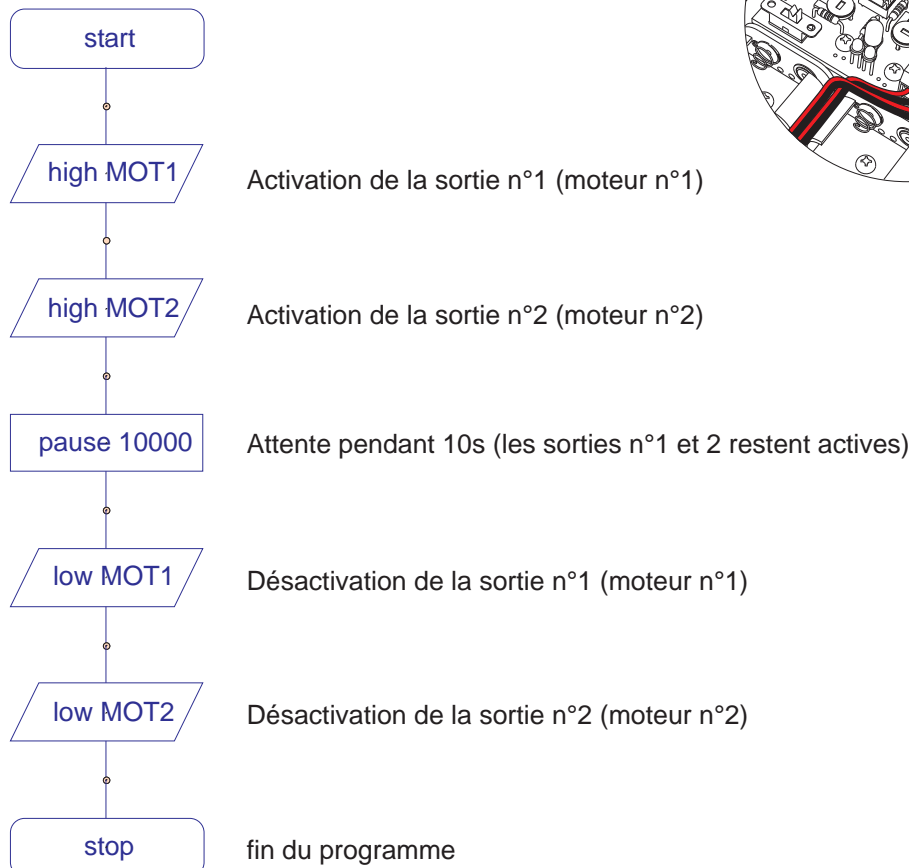 start
high MOT1 Activation de la sortie n°1 (moteur n°1)
high MOT2 Activation de la sortie n°2 (moteur n°2)
pause 10000 Attente pendant 10s (les sorties n°1 et 2 restent actives)
low MOT1 Désactivation de la sortie n°1 (moteur n°1)
low MOT2 Désactivation de la sortie n°2 (moteur n°2)
stop fin du programme